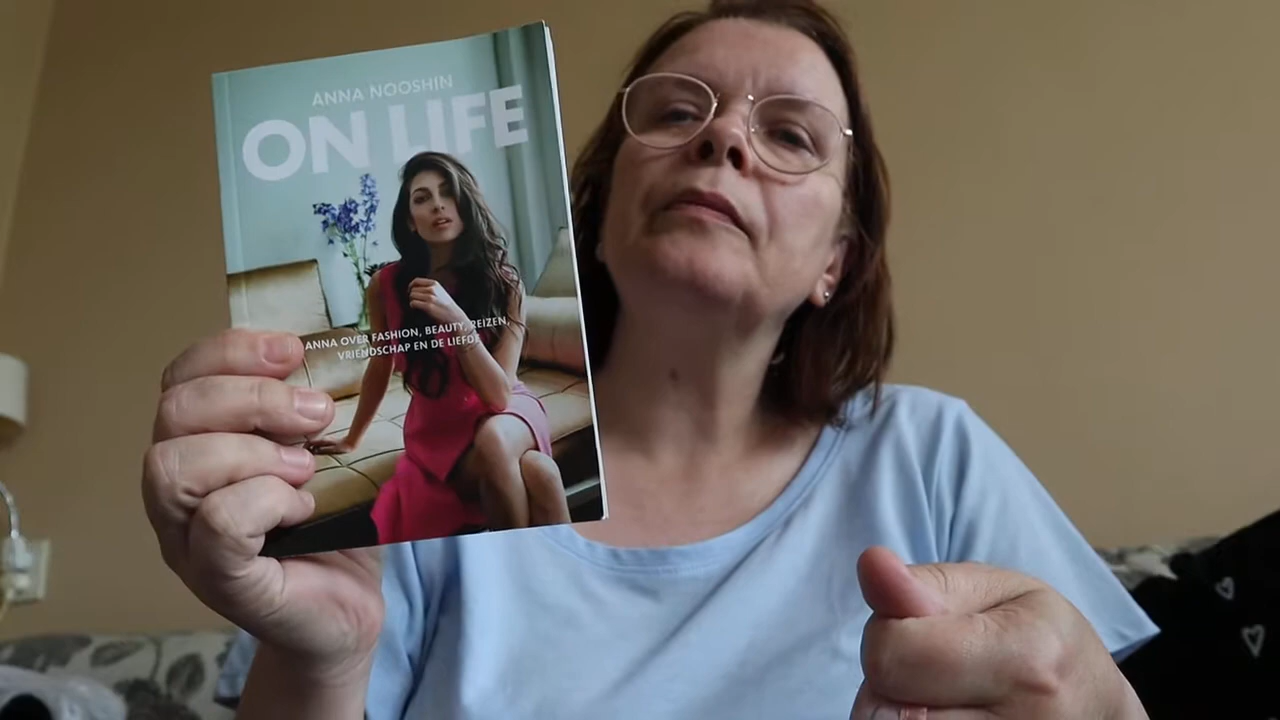 ANNA NOOSHIN
ON LIFE
ANNA OVER FASHION, BEAUTY, REIZEN,
VRIENDSCHAP EN DE LIEFDE